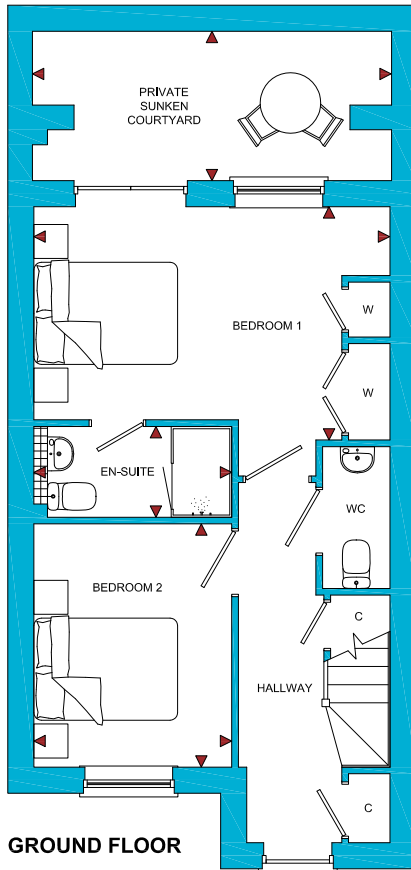 PRIVATE
SUNKEN
COURTYARD
BEDROOM 1
W
W
EN-SUITE
WC
BEDROOM 2
C
HALLWAY
C
GROUND FLOOR